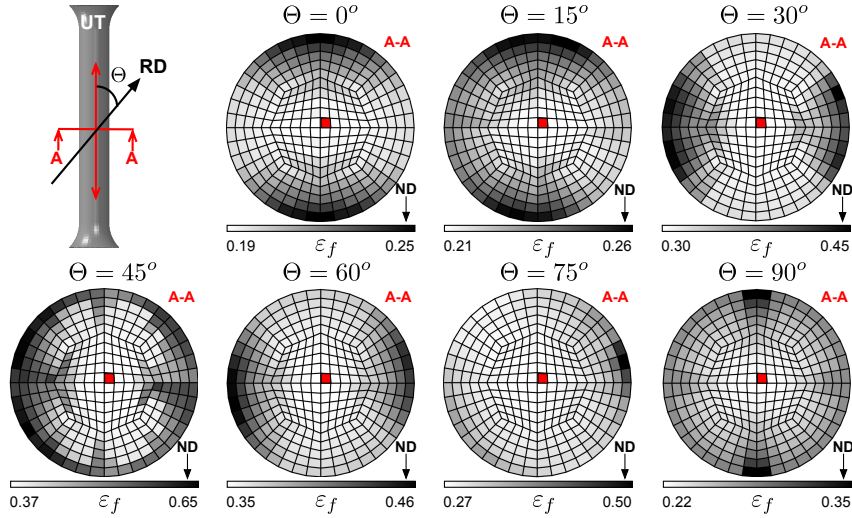 UT
Θ
RD
A
A
Θ = 0°
A-A
ND
0.19
ε_f
0.25
Θ = 15°
A-A
ND
0.21
ε_f
0.26
Θ = 30°
A-A
ND
0.30
ε_f
0.45
Θ = 45°
A-A
ND
0.37
ε_f
0.65
Θ = 60°
A-A
ND
0.35
ε_f
0.46
Θ = 75°
A-A
ND
0.27
ε_f
0.50
Θ = 90°
A-A
ND
0.22
ε_f
0.35